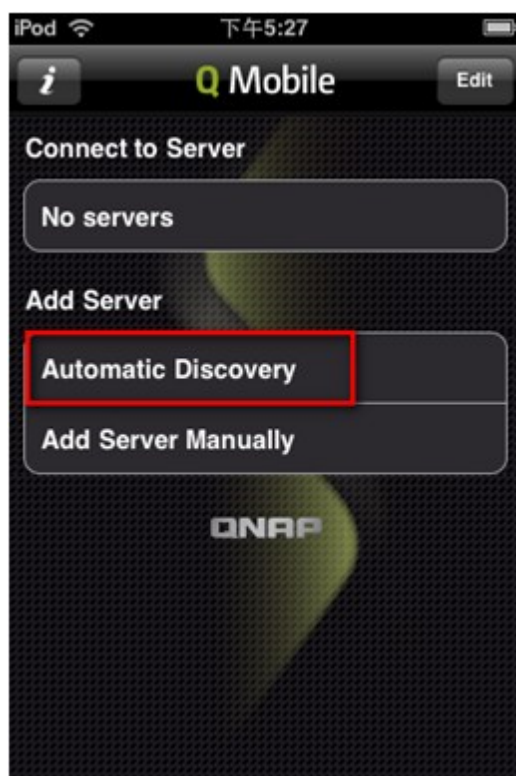 iPod 下午5:27
i Q Mobile Edit
Connect to Server
No servers
Add Server
Automatic Discovery
Add Server Manually
QNAP